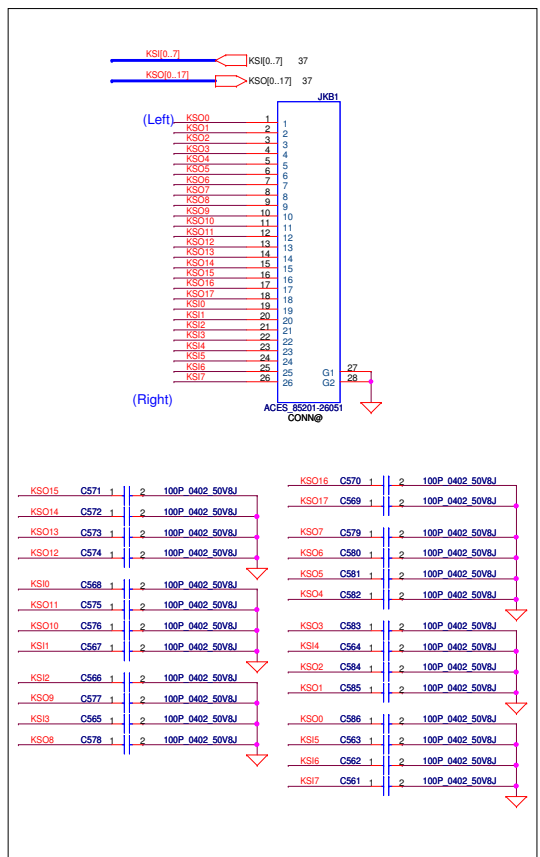 KSI[0..7] KSI[0..7] 37
KSO[0..17] KSO[0..17] 37
JKB1
(Left) KSO0 1 1
KSO1 2 2
KSO2 3 3
KSO3 4 4
KSO4 5 5
KSO5 6 6
KSO6 7 7
KSO7 8 8
KSO8 9 9
KSO9 10 10
KSO10 11 11
KSO11 12 12
KSO12 13 13
KSO13 14 14
KSO14 15 15
KSO15 16 16
KSO16 17 17
KSO17 18 18
KSI0 19 19
KSI1 20 20
KSI2 21 21
KSI3 22 22
KSI4 23 23
KSI5 24 24
KSI6 25 25 G1 27
KSI7 26 26 G2 28
(Right)
ACES_85201-26051
CONN@
KSO15 C571 1 2 100P_0402_50V8J
KSO14 C572 1 2 100P_0402_50V8J
KSO13 C573 1 2 100P_0402_50V8J
KSO12 C574 1 2 100P_0402_50V8J
KSI0 C568 1 2 100P_0402_50V8J
KSO11 C575 1 2 100P_0402_50V8J
KSO10 C576 1 2 100P_0402_50V8J
KSI1 C567 1 2 100P_0402_50V8J
KSI2 C566 1 2 100P_0402_50V8J
KSO9 C577 1 2 100P_0402_50V8J
KSI3 C565 1 2 100P_0402_50V8J
KSO8 C578 1 2 100P_0402_50V8J
KSO16 C570 1 2 100P_0402_50V8J
KSO17 C569 1 2 100P_0402_50V8J
KSO7 C579 1 2 100P_0402_50V8J
KSO6 C580 1 2 100P_0402_50V8J
KSO5 C581 1 2 100P_0402_50V8J
KSO4 C582 1 2 100P_0402_50V8J
KSO3 C583 1 2 100P_0402_50V8J
KSI4 C564 1 2 100P_0402_50V8J
KSO2 C584 1 2 100P_0402_50V8J
KSO1 C585 1 2 100P_0402_50V8J
KSO0 C586 1 2 100P_0402_50V8J
KSI5 C563 1 2 100P_0402_50V8J
KSI6 C562 1 2 100P_0402_50V8J
KSI7 C561 1 2 100P_0402_50V8J